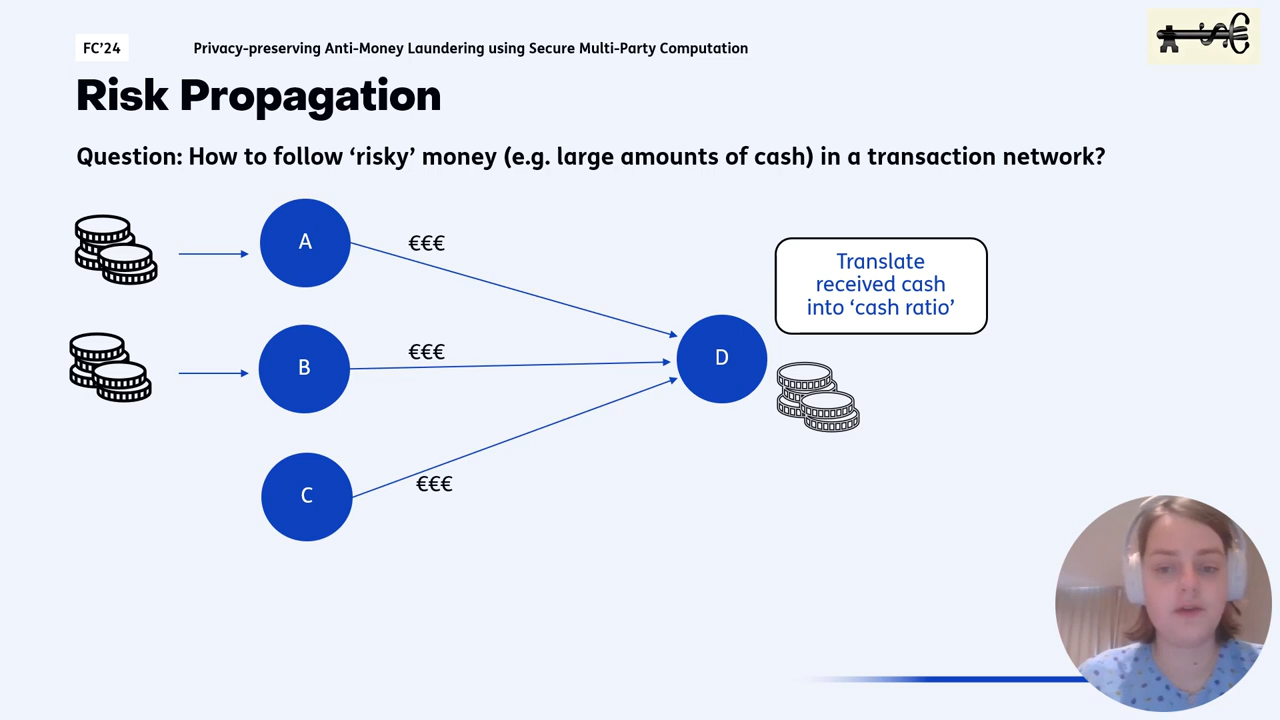 FC’24
Privacy-preserving Anti-Money Laundering using Secure Multi-Party Computation
Risk Propagation
Question: How to follow ‘risky’ money (e.g. large amounts of cash) in a transaction network?
A
€€€
Translate
received cash
into ‘cash ratio’
B
€€€
D
C
€€€